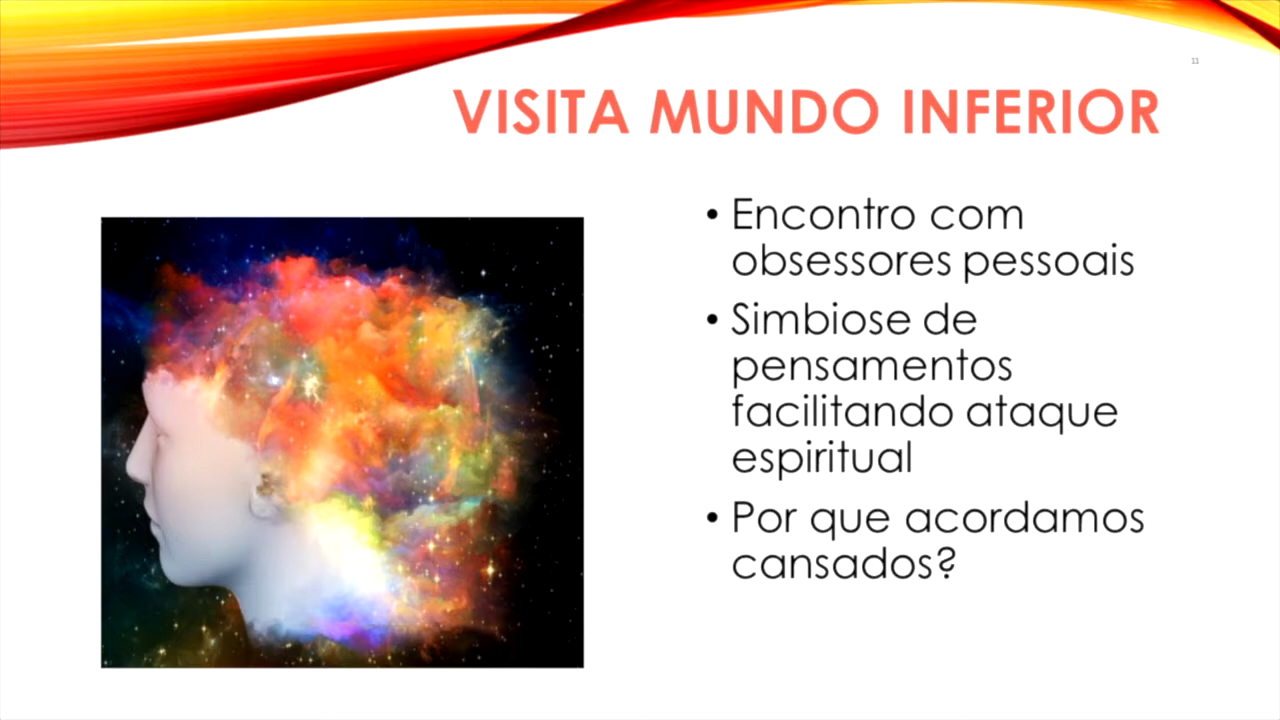 11
VISITA MUNDO INFERIOR
• Encontro com
obsessores pessoais
• Simbiose de
pensamentos
facilitando ataque
espiritual
• Por que acordamos
cansados?